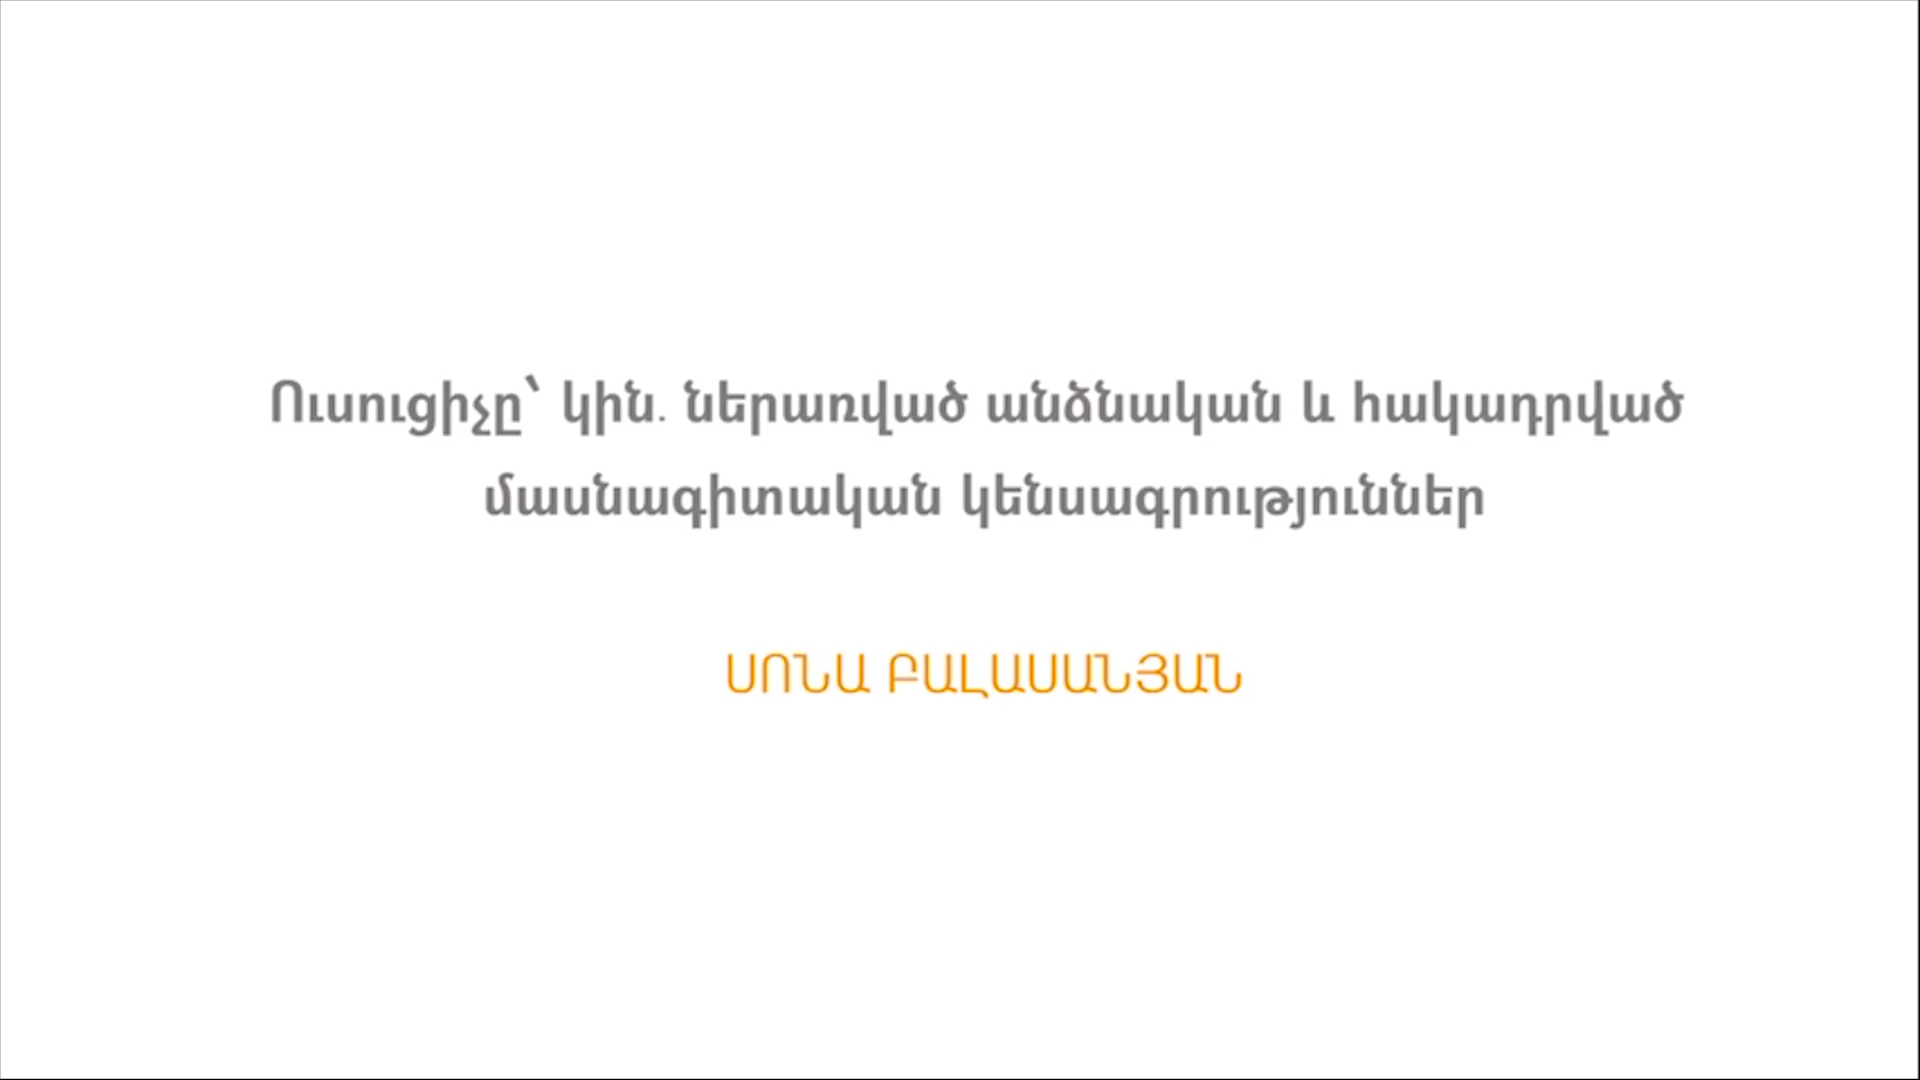 Ուսուցիչը՝ կին. ներառված անձնական և հակադրված
մասնագիտական կենսագրություններ
ՍՈՆԱ ԲԱԼԱՍԱՆՅԱՆ